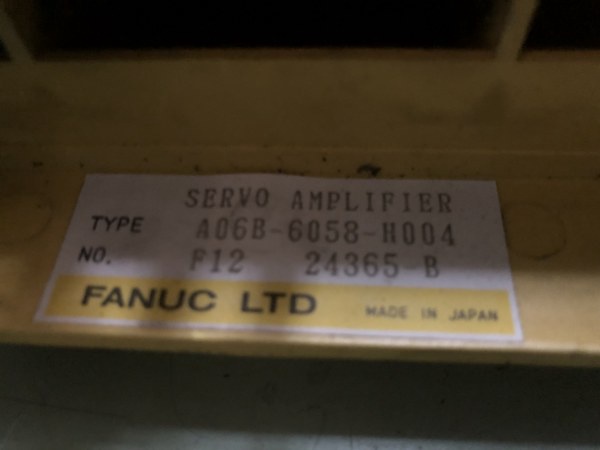 SERVO AMPLIFIER
TYPE A06B-6058-H004
NO. F12 24365-B
FANUC LTD MADE IN JAPAN